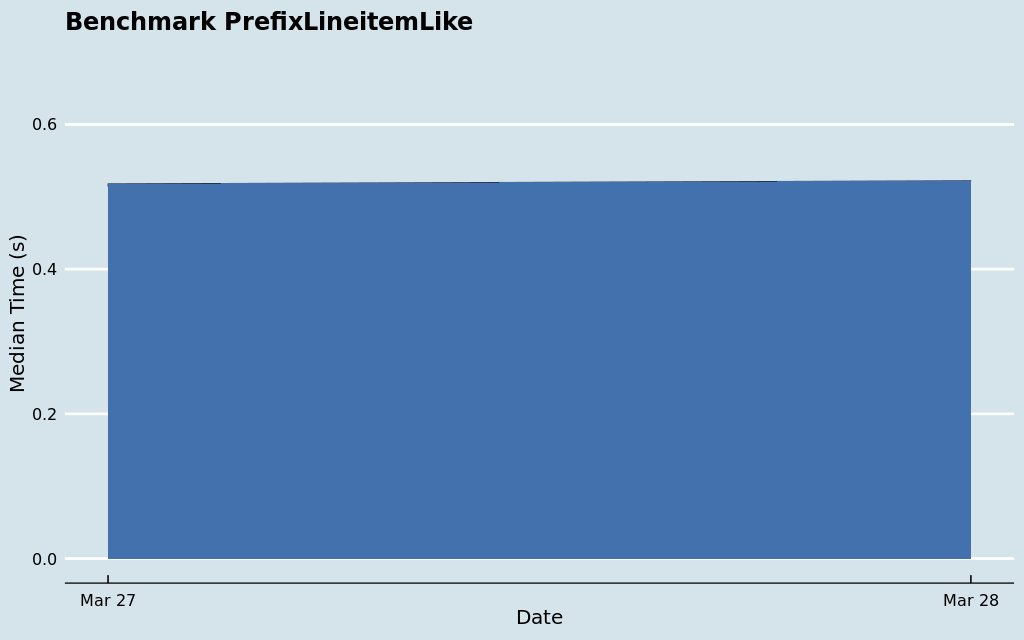 Benchmark PrefixLineitemLike
0.6
0.4
0.2
0.0
Median Time (s)
Mar 27
Mar 28
Date